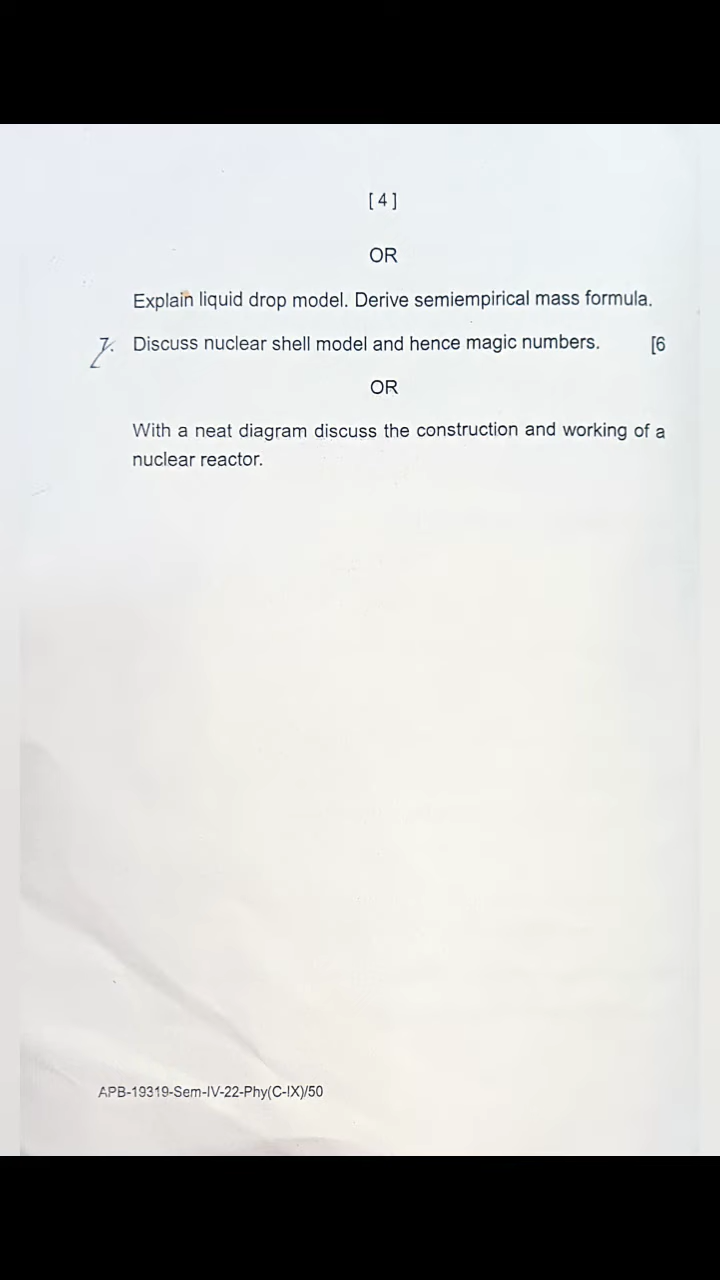 [ 4 ]
OR
Explain liquid drop model. Derive semiempirical mass formula.
7. Discuss nuclear shell model and hence magic numbers. [6
OR
With a neat diagram discuss the construction and working of a
nuclear reactor.
APB-19319-Sem-IV-22-Phy(C-IX)/50